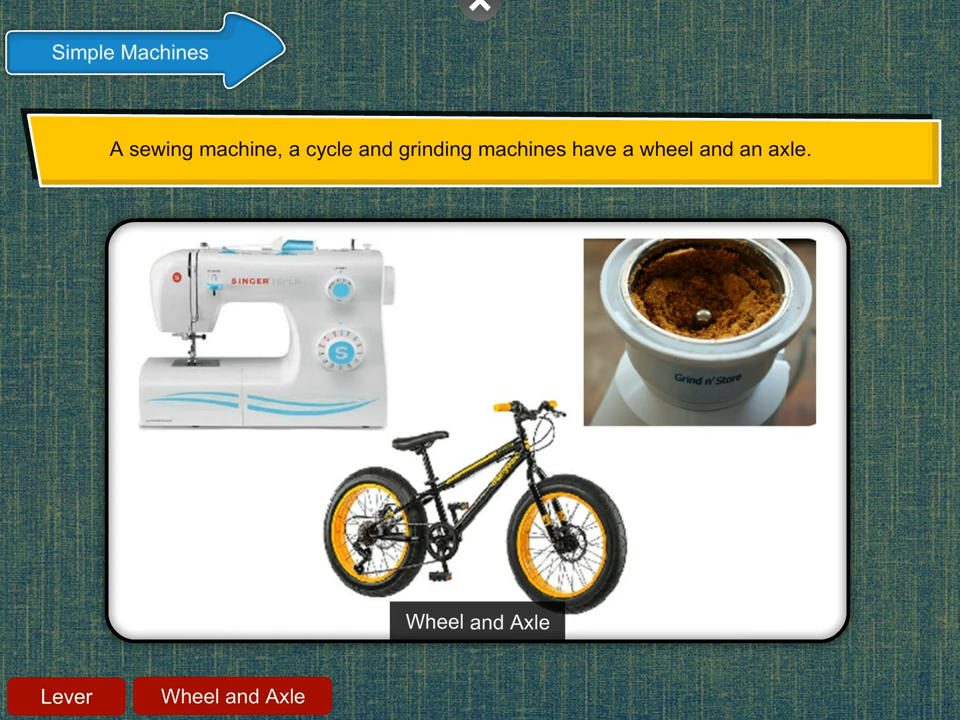 Simple Machines
A sewing machine, a cycle and grinding machines have a wheel and an axle.
SINGER
S
Grind n' Store
Wheel and Axle
Lever
Wheel and Axle